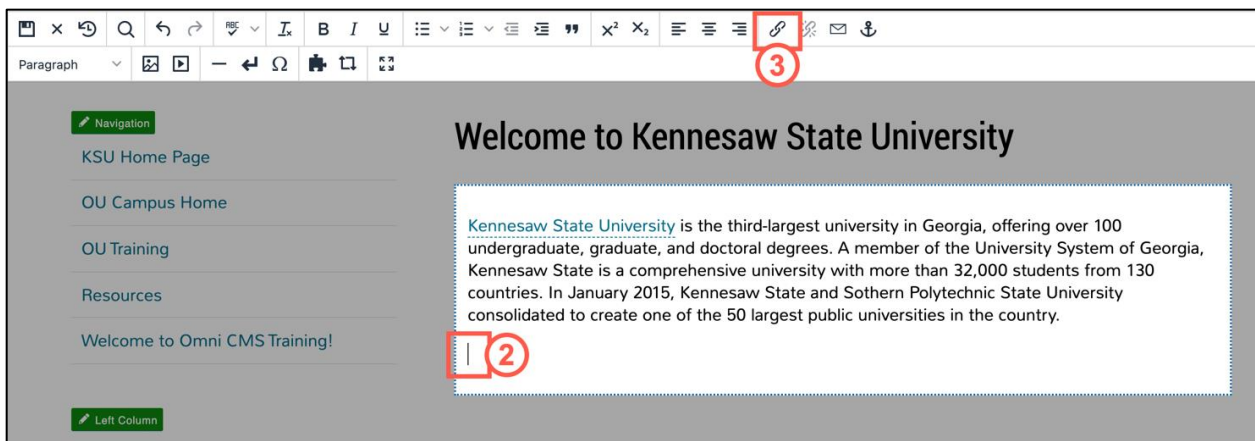 ABC
Ix B I U X² X₂
3
Paragraph
Ω
Navigation
KSU Home Page
OU Campus Home
OU Training
Resources
Welcome to Omni CMS Training!
Left Column
Welcome to Kennesaw State University
Kennesaw State University is the third-largest university in Georgia, offering over 100
undergraduate, graduate, and doctoral degrees. A member of the University System of Georgia,
Kennesaw State is a comprehensive university with more than 32,000 students from 130
countries. In January 2015, Kennesaw State and Sothern Polytechnic State University
consolidated to create one of the 50 largest public universities in the country.
2